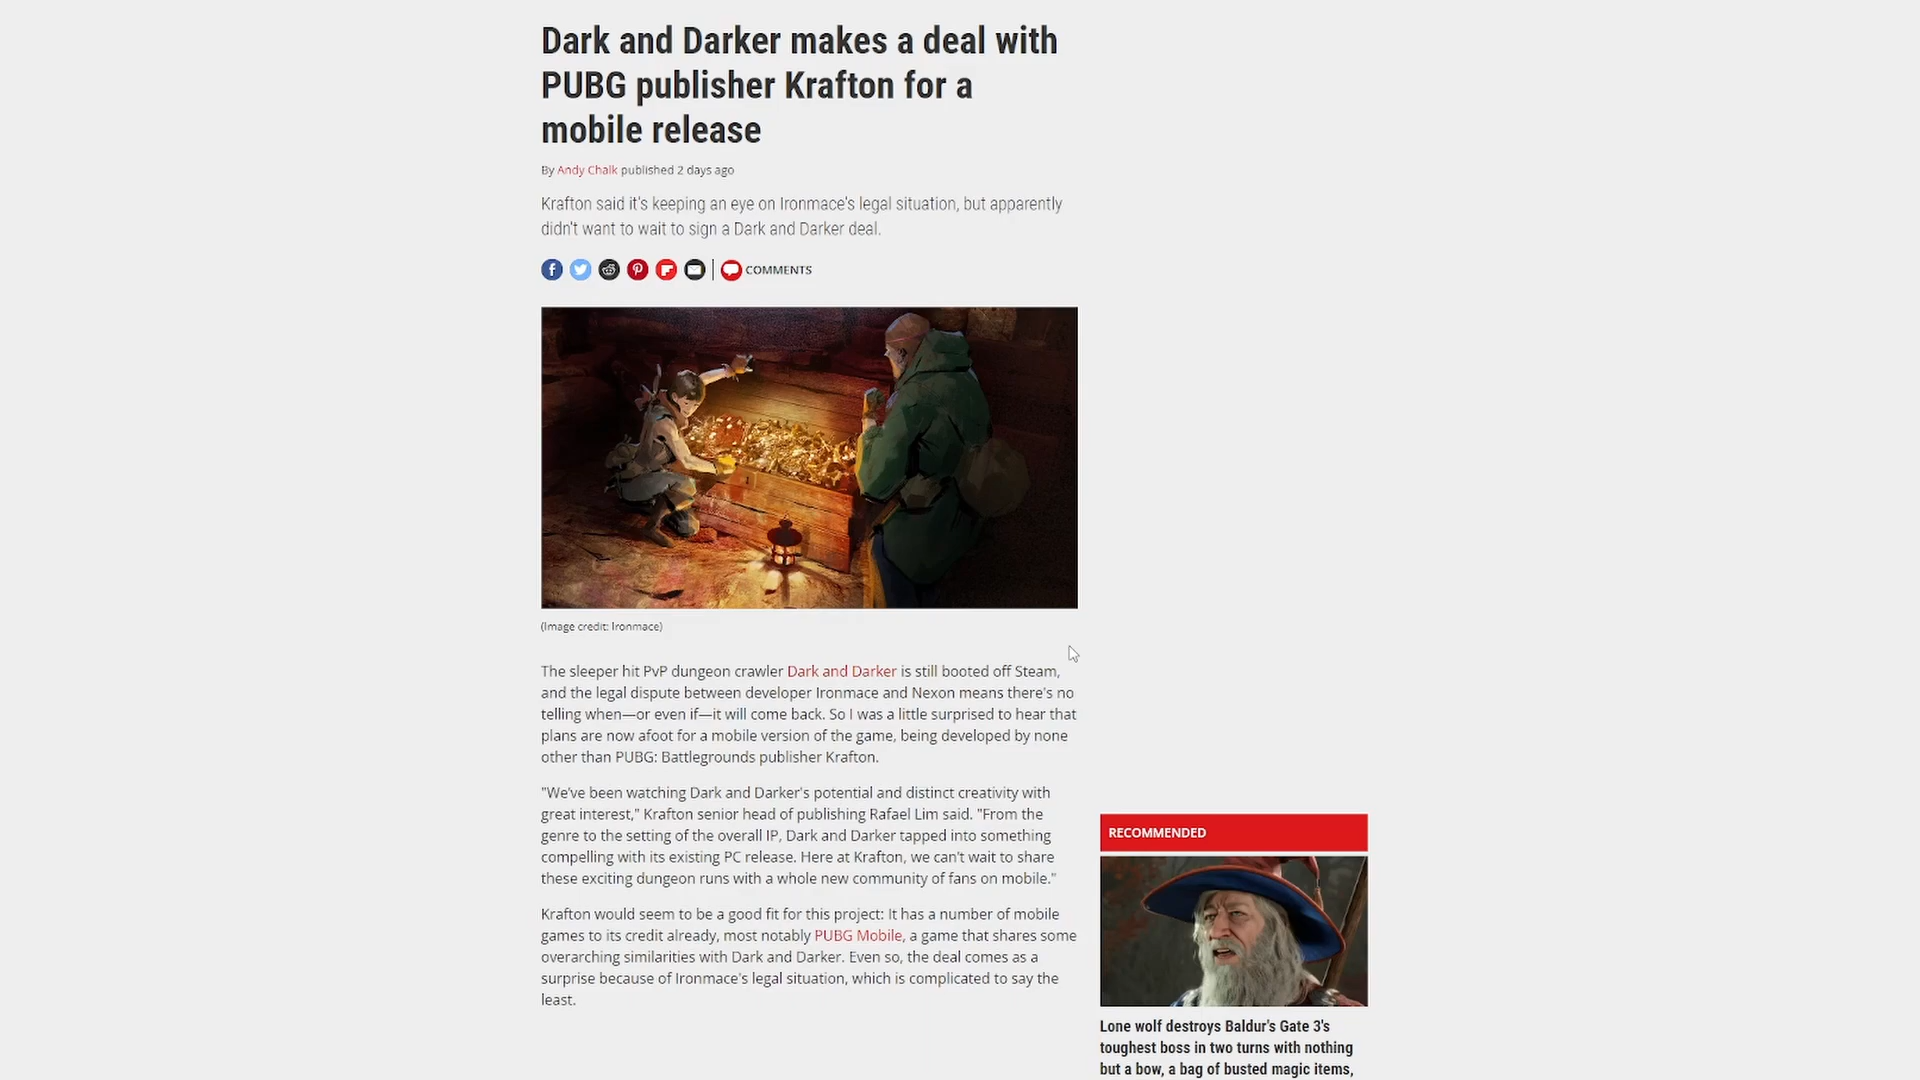 Dark and Darker makes a deal with
PUBG publisher Krafton for a
mobile release
By Andy Chalk published 2 days ago
Krafton said it's keeping an eye on Ironmace's legal situation, but apparently
didn't want to wait to sign a Dark and Darker deal.
COMMENTS
(Image credit: Ironmace)
The sleeper hit PvP dungeon crawler Dark and Darker is still booted off Steam,
and the legal dispute between developer Ironmace and Nexon means there's no
telling when—or even if—it will come back. So I was a little surprised to hear that
plans are now afoot for a mobile version of the game, being developed by none
other than PUBG: Battlegrounds publisher Krafton.
"We've been watching Dark and Darker's potential and distinct creativity with
great interest," Krafton senior head of publishing Rafael Lim said. "From the
genre to the setting of the overall IP, Dark and Darker tapped into something
compelling with its existing PC release. Here at Krafton, we can't wait to share
these exciting dungeon runs with a whole new community of fans on mobile."
Krafton would seem to be a good fit for this project: It has a number of mobile
games to its credit already, most notably PUBG Mobile, a game that shares some
overarching similarities with Dark and Darker. Even so, the deal comes as a
surprise because of Ironmace's legal situation, which is complicated to say the
least.
RECOMMENDED
Lone wolf destroys Baldur's Gate 3's
toughest boss in two turns with nothing
but a bow, a bag of busted magic items,